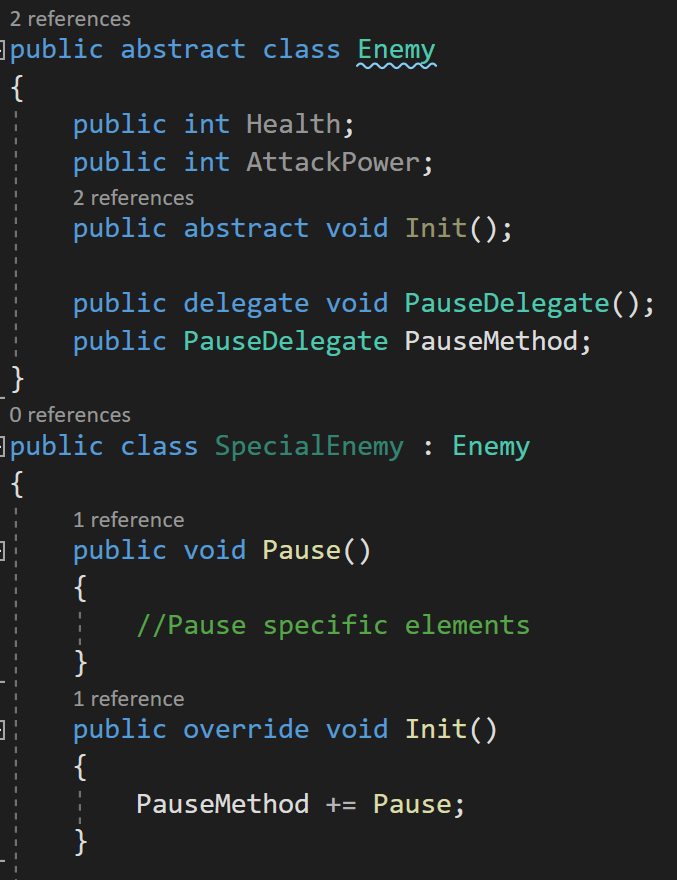 2 references
public abstract class Enemy
{
public int Health;
public int AttackPower;
2 references
public abstract void Init();
public delegate void PauseDelegate();
public PauseDelegate PauseMethod;
}
0 references
public class SpecialEnemy : Enemy
{
1 reference
public void Pause()
{
//Pause specific elements
}
1 reference
public override void Init()
{
PauseMethod += Pause;
}